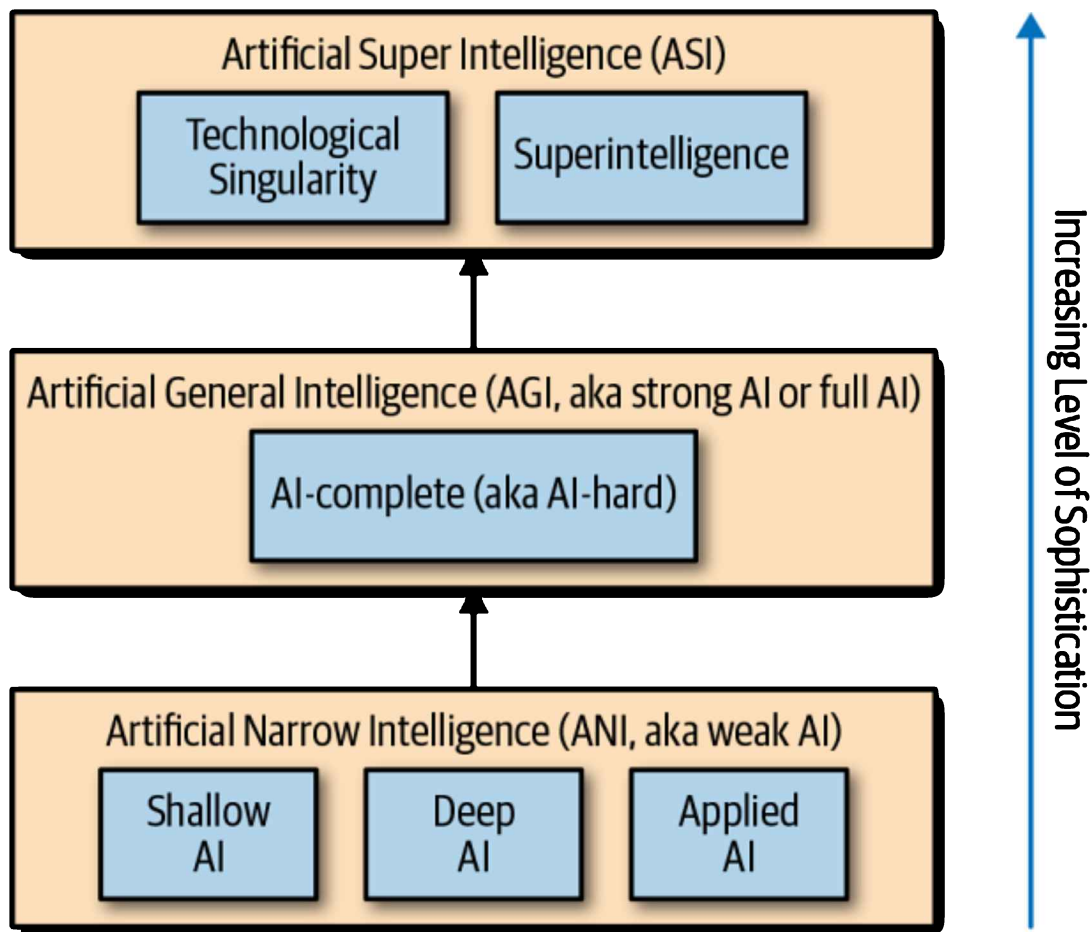 Artificial Super Intelligence (ASI)
Technological
Singularity
Superintelligence
Artificial General Intelligence (AGI, aka strong AI or full AI)
AI-complete (aka AI-hard)
Artificial Narrow Intelligence (ANI, aka weak AI)
Shallow
AI
Deep
AI
Applied
AI
Increasing Level of Sophistication